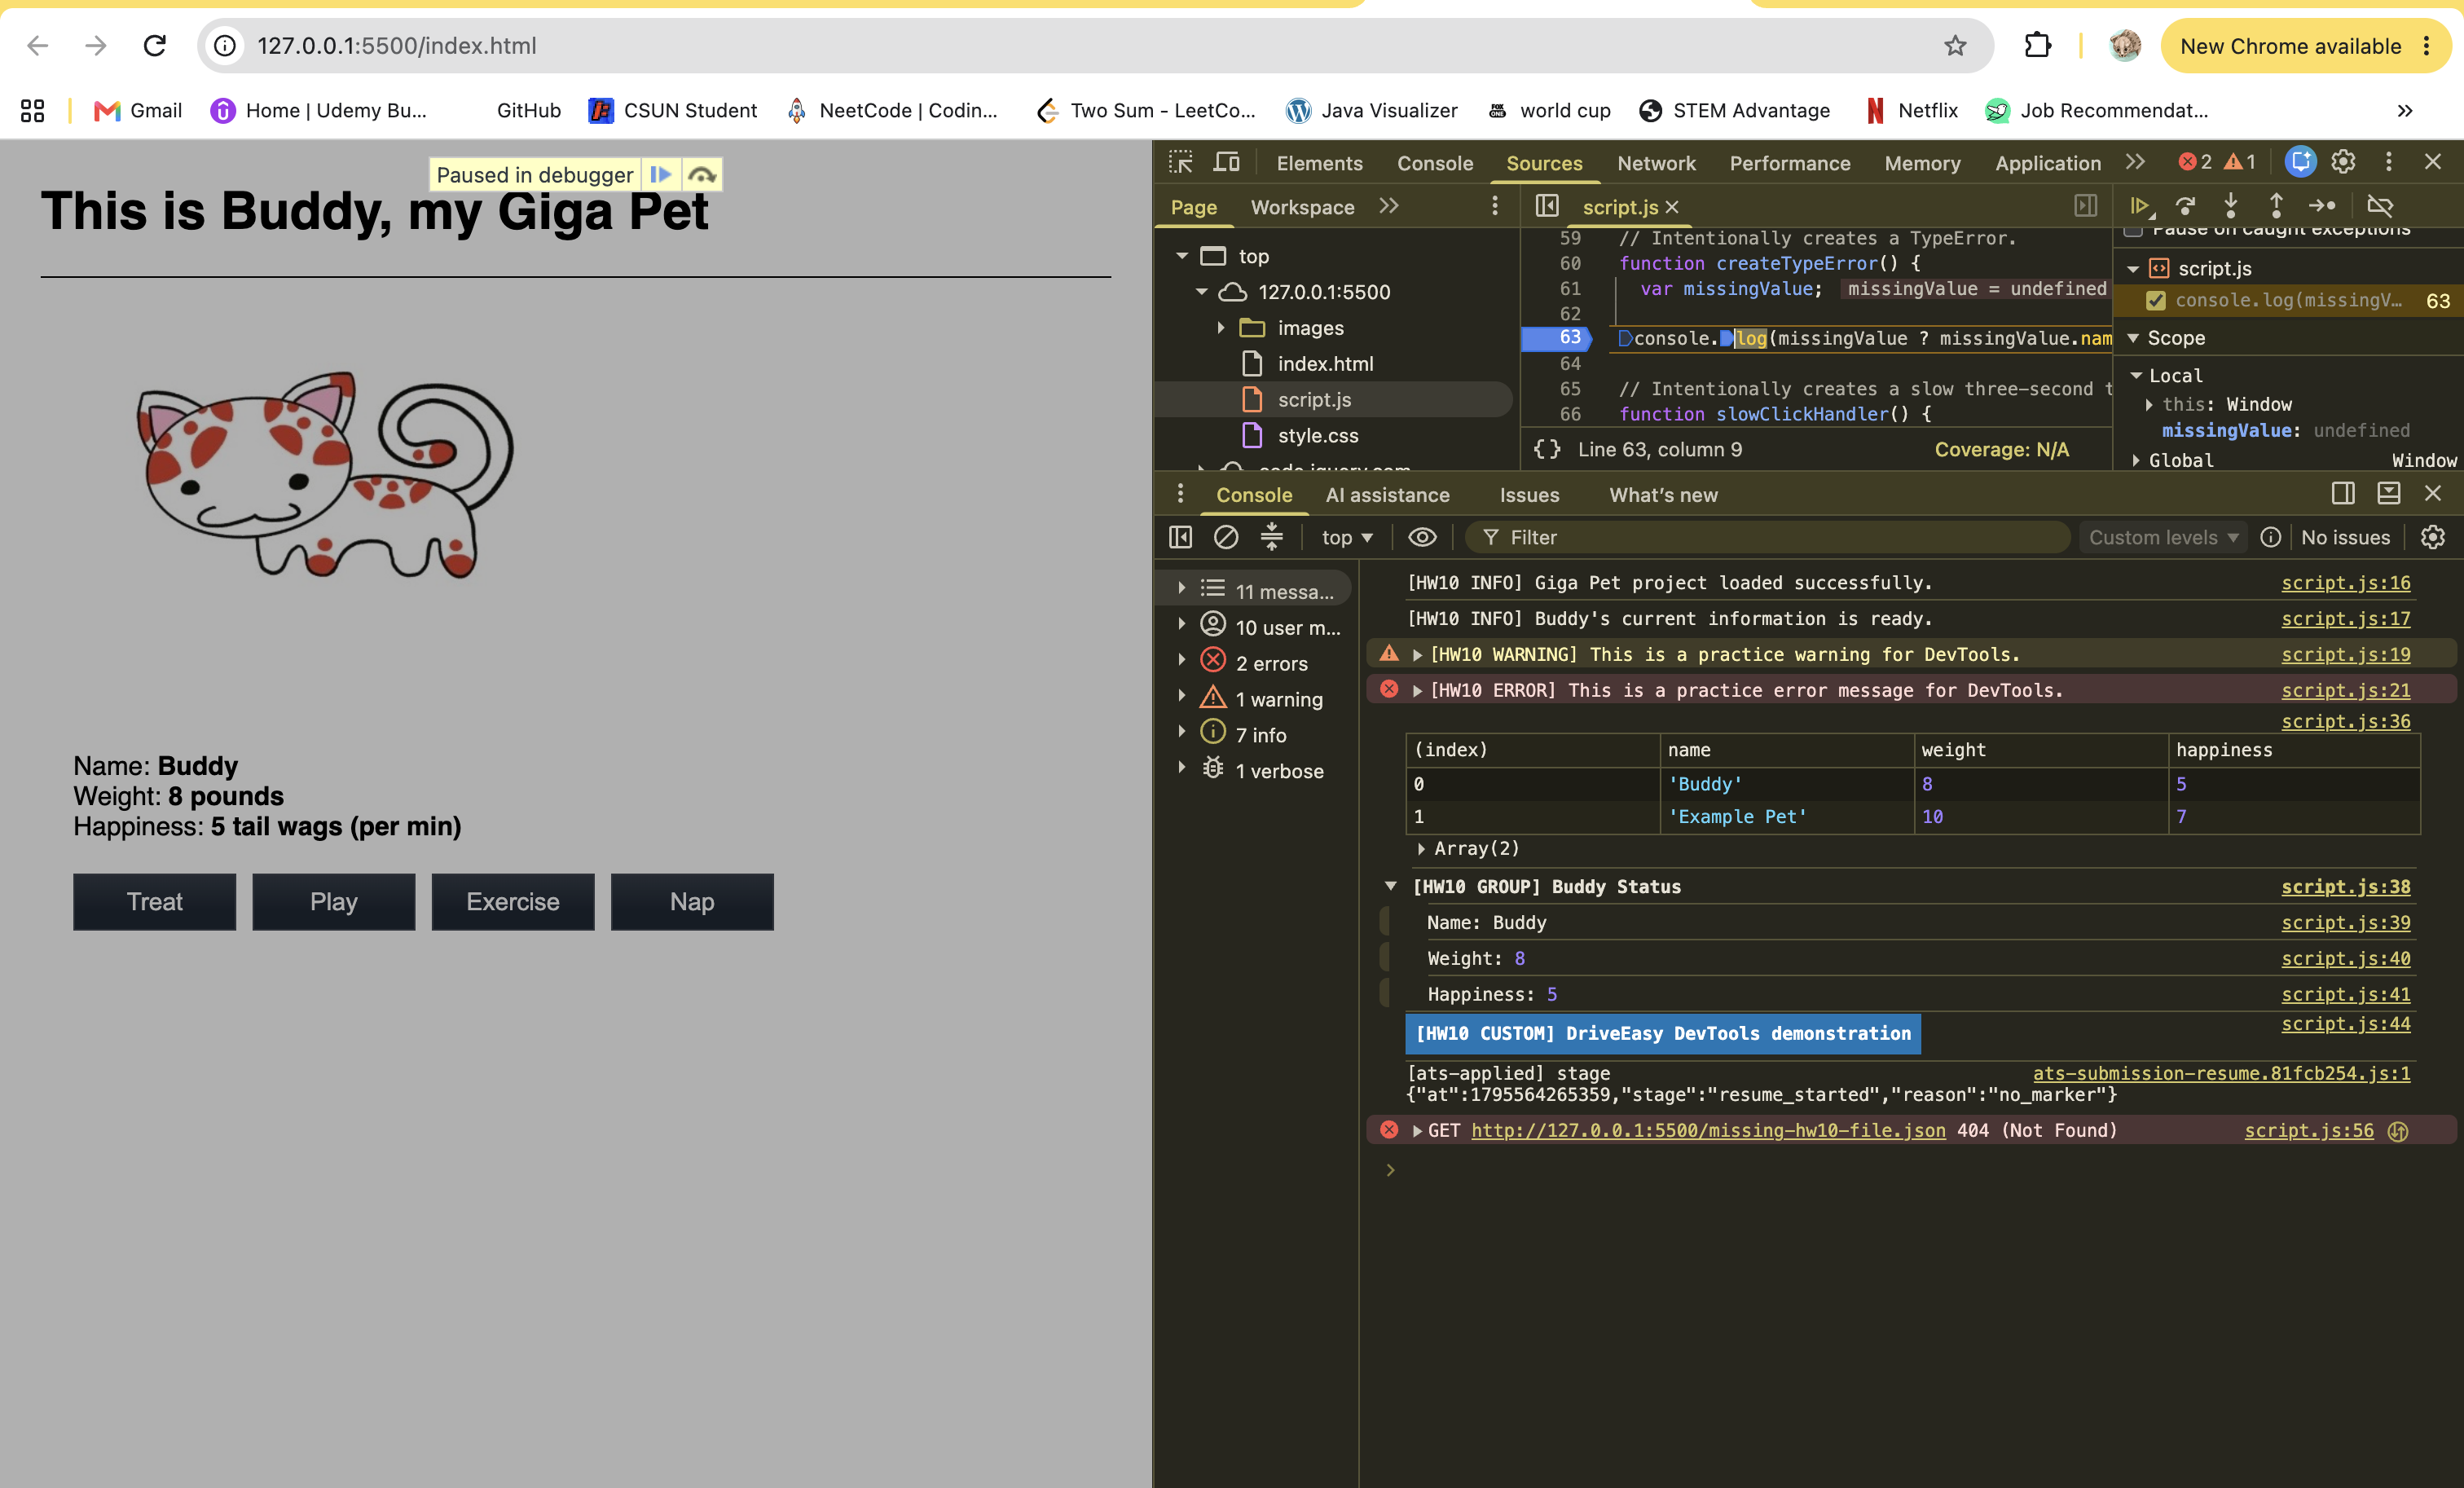 127.0.0.1:5500/index.html
New Chrome available
Gmail
Home | Udemy Bu...
GitHub
CSUN Student
NeetCode | Codin...
Two Sum - LeetCo...
Java Visualizer
world cup
STEM Advantage
Netflix
Job Recommendat...
Paused in debugger
This is Buddy, my Giga Pet
Name: Buddy
Weight: 8 pounds
Happiness: 5 tail wags (per min)
Treat
Play
Exercise
Nap
Elements
Console
Sources
Network
Performance
Memory
Application
2
1
Page
Workspace
script.js
top
127.0.0.1:5500
images
index.html
script.js
style.css
code.jquery.com
59 // Intentionally creates a TypeError.
60 function createTypeError() {
61 var missingValue; missingValue = undefined
62
63 console.log(missingValue ? missingValue.nam
64
65 // Intentionally creates a slow three-second t
66 function slowClickHandler() {
{} Line 63, column 9
Coverage: N/A
Pause on caught exceptions
script.js
console.log(missingV... 63
Scope
Local
this: Window
missingValue: undefined
Global Window
Console
AI assistance
Issues
What's new
top
Filter
Custom levels
No issues
11 messa...
10 user m...
2 errors
1 warning
7 info
1 verbose
[HW10 INFO] Giga Pet project loaded successfully. script.js:16
[HW10 INFO] Buddy's current information is ready. script.js:17
[HW10 WARNING] This is a practice warning for DevTools. script.js:19
[HW10 ERROR] This is a practice error message for DevTools. script.js:21
script.js:36
(index) name weight happiness
0 'Buddy' 8 5
1 'Example Pet' 10 7
Array(2)
[HW10 GROUP] Buddy Status script.js:38
Name: Buddy script.js:39
Weight: 8 script.js:40
Happiness: 5 script.js:41
[HW10 CUSTOM] DriveEasy DevTools demonstration script.js:44
[ats-applied] stage ats-submission-resume.81fcb254.js:1
{"at":1795564265359,"stage":"resume_started","reason":"no_marker"}
GET http://127.0.0.1:5500/missing-hw10-file.json 404 (Not Found) script.js:56